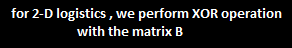 for 2-D logistics , we perform XOR operation
with the matrix B